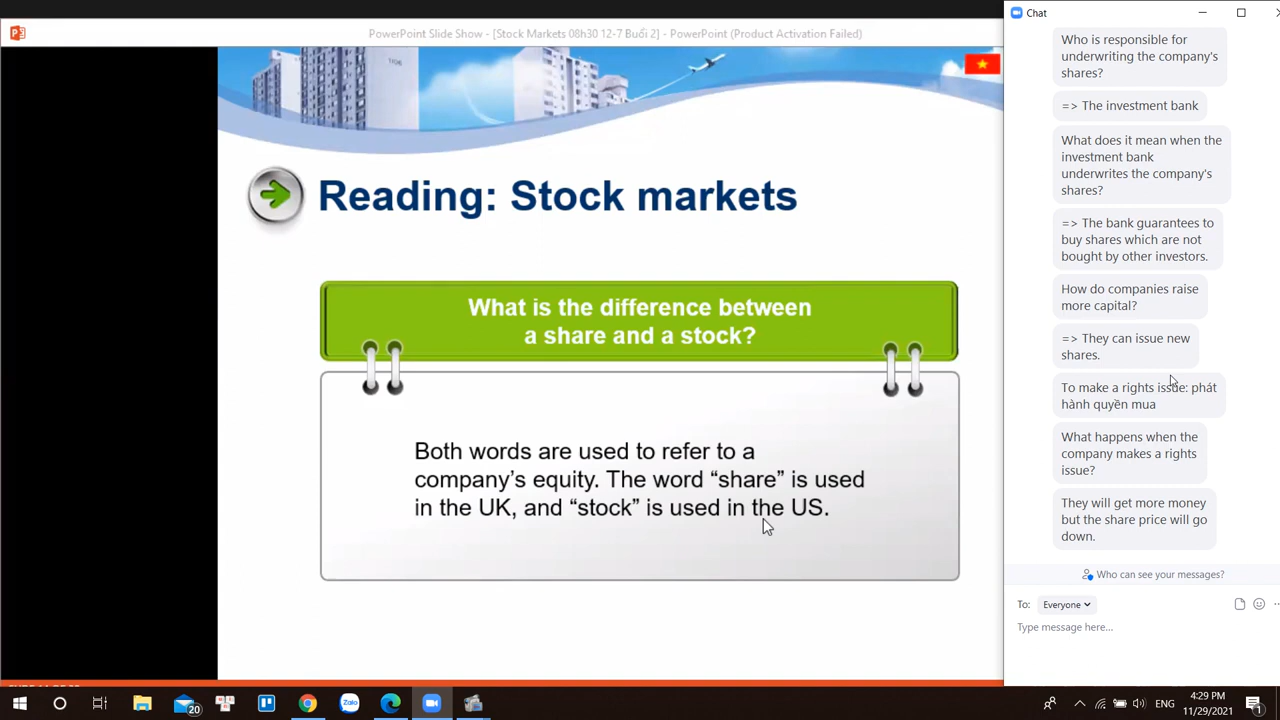 PowerPoint Slide Show - [Stock Markets 08h30 12-7 Buổi 2] - PowerPoint (Product Activation Failed)
Reading: Stock markets
What is the difference between
a share and a stock?
Both words are used to refer to a
company's equity. The word “share” is used
in the UK, and “stock” is used in the US.
Chat
Who is responsible for
underwriting the company's
shares?
=> The investment bank
What does it mean when the
investment bank
underwrites the company's
shares?
=> The bank guarantees to
buy shares which are not
bought by other investors.
How do companies raise
more capital?
=> They can issue new
shares.
To make a rights issue: phát
hành quyền mua
What happens when the
company makes a rights
issue?
They will get more money
but the share price will go
down.
Who can see your messages?
To: Everyone
Type message here...
20
Zalo
ENG
4:29 PM
11/29/2021
1